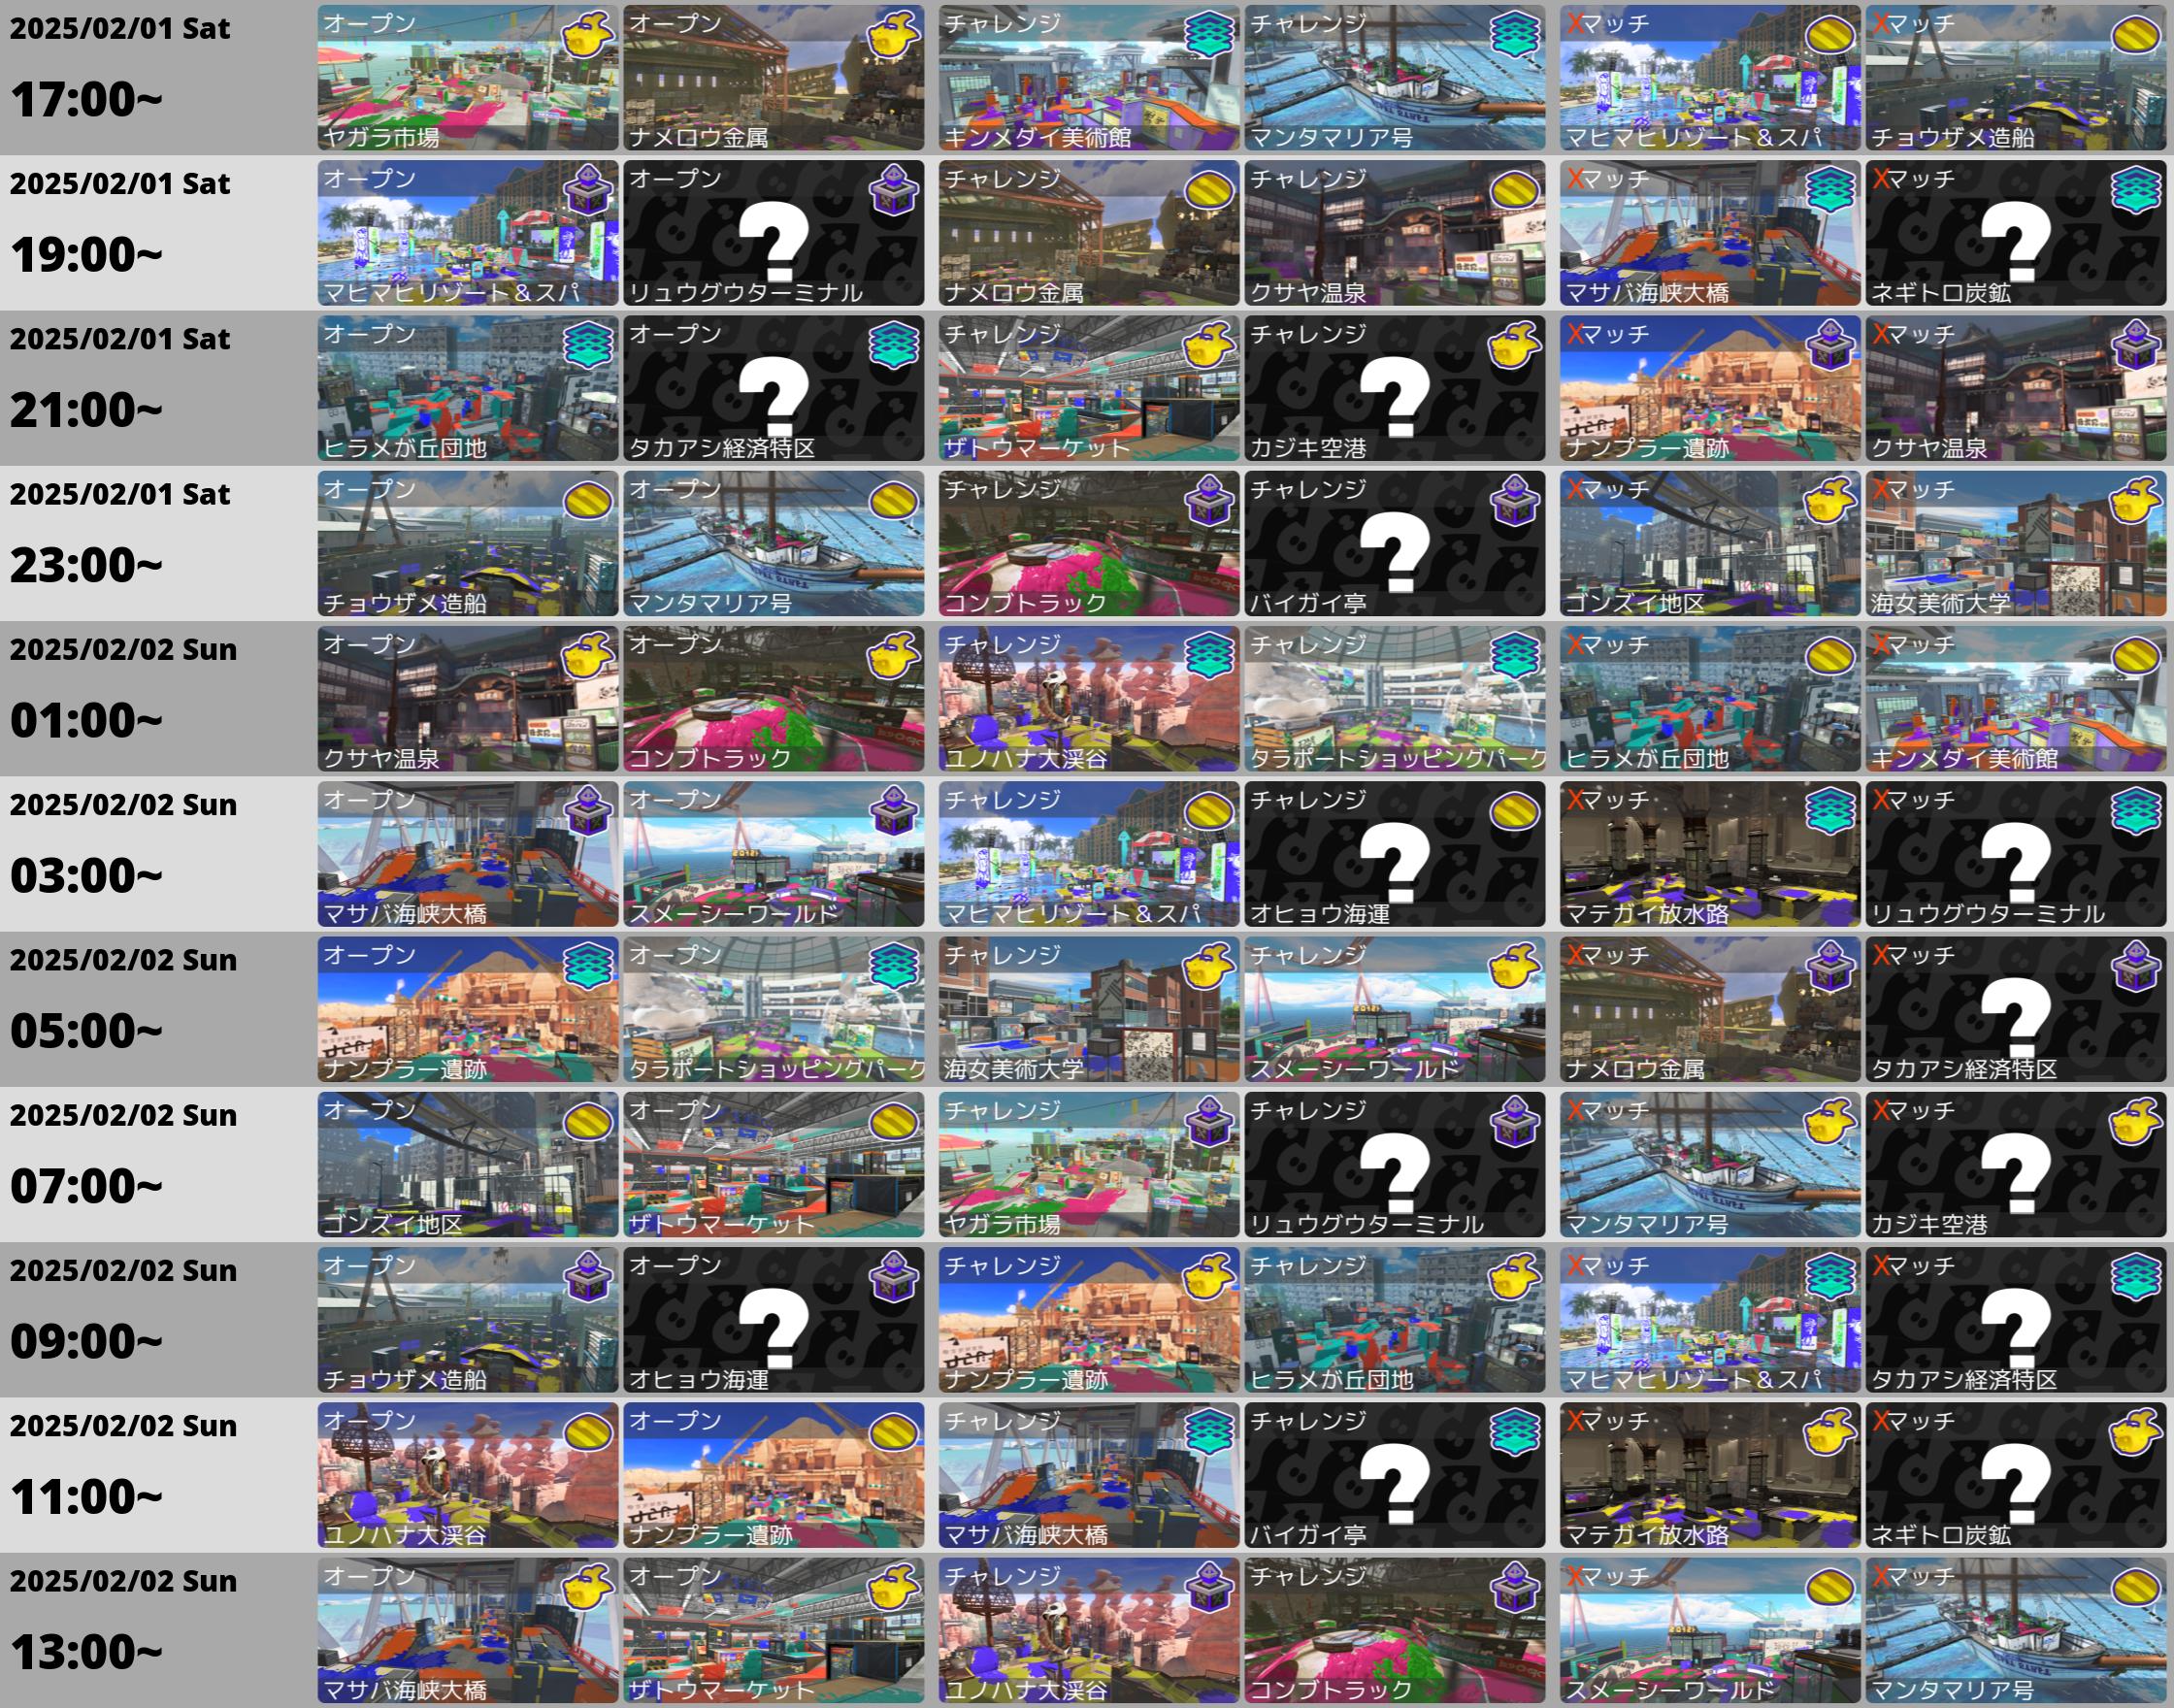 2025/02/01 Sat
17:00~
オープン
ヤガラ市場
オープン
ナメロウ金属
チャレンジ
キンメダイ美術館
チャレンジ
マンタマリア号
Xマッチ
マヒマヒリゾート＆スパ
Xマッチ
チョウザメ造船
2025/02/01 Sat
19:00~
オープン
マヒマヒリゾート＆スパ
オープン
リュウグウターミナル
チャレンジ
ナメロウ金属
チャレンジ
クサヤ温泉
Xマッチ
マサバ海峡大橋
Xマッチ
ネギトロ炭鉱
2025/02/01 Sat
21:00~
オープン
ヒラメが丘団地
オープン
タカアシ経済特区
チャレンジ
ザトウマーケット
チャレンジ
カジキ空港
Xマッチ
ナンプラー遺跡
Xマッチ
クサヤ温泉
2025/02/01 Sat
23:00~
オープン
チョウザメ造船
オープン
マンタマリア号
チャレンジ
コンブトラック
チャレンジ
バイガイ亭
Xマッチ
ゴンズイ地区
Xマッチ
海女美術大学
2025/02/02 Sun
01:00~
オープン
クサヤ温泉
オープン
コンブトラック
チャレンジ
ユノハナ大渓谷
チャレンジ
タラポートショッピングパーク
Xマッチ
ヒラメが丘団地
Xマッチ
キンメダイ美術館
2025/02/02 Sun
03:00~
オープン
マサバ海峡大橋
オープン
スメーシーワールド
チャレンジ
マヒマヒリゾート＆スパ
チャレンジ
オヒョウ海運
Xマッチ
マテガイ放水路
Xマッチ
リュウグウターミナル
2025/02/02 Sun
05:00~
オープン
ナンプラー遺跡
オープン
タラポートショッピングパーク
チャレンジ
海女美術大学
チャレンジ
スメーシーワールド
Xマッチ
ナメロウ金属
Xマッチ
タカアシ経済特区
2025/02/02 Sun
07:00~
オープン
ゴンズイ地区
オープン
ザトウマーケット
チャレンジ
ヤガラ市場
チャレンジ
リュウグウターミナル
Xマッチ
マンタマリア号
Xマッチ
カジキ空港
2025/02/02 Sun
09:00~
オープン
チョウザメ造船
オープン
オヒョウ海運
チャレンジ
ナンプラー遺跡
チャレンジ
ヒラメが丘団地
Xマッチ
マヒマヒリゾート＆スパ
Xマッチ
タカアシ経済特区
2025/02/02 Sun
11:00~
オープン
ユノハナ大渓谷
オープン
ナンプラー遺跡
チャレンジ
マサバ海峡大橋
チャレンジ
バイガイ亭
Xマッチ
マテガイ放水路
Xマッチ
ネギトロ炭鉱
2025/02/02 Sun
13:00~
オープン
マサバ海峡大橋
オープン
ザトウマーケット
チャレンジ
ユノハナ大渓谷
チャレンジ
コンブトラック
Xマッチ
スメーシーワールド
Xマッチ
マンタマリア号